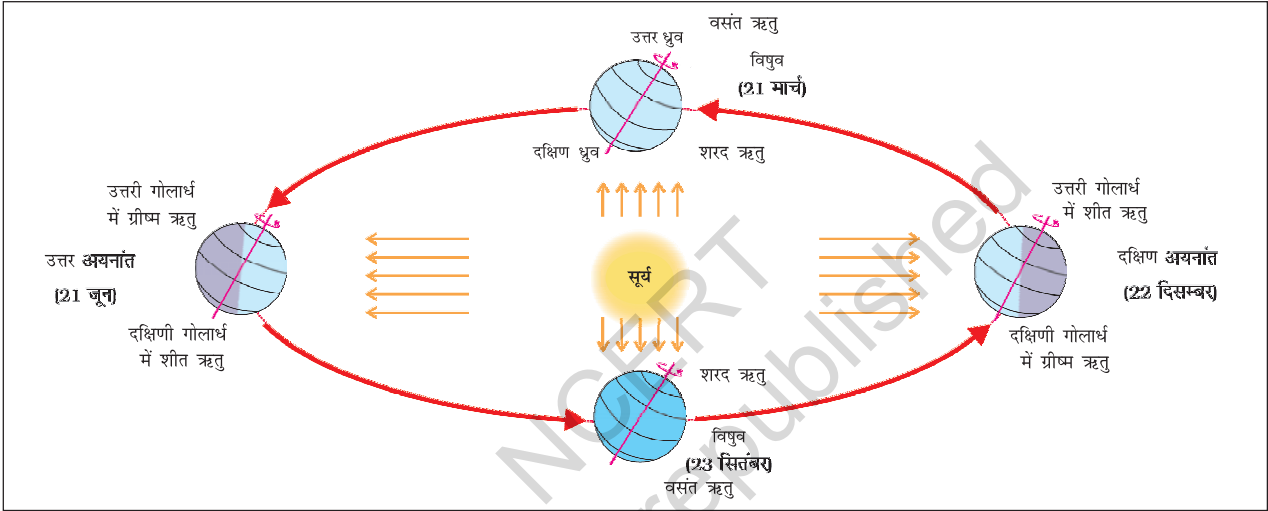 वसंत ऋतु
उत्तर ध्रुव
विषुव
(21 मार्च)
दक्षिण ध्रुव
शरद ऋतु
उत्तरी गोलार्ध
में ग्रीष्म ऋतु
उत्तर अयनांत
(21 जून)
दक्षिणी गोलार्ध
में शीत ऋतु
सूर्य
उत्तरी गोलार्ध
में शीत ऋतु
दक्षिण अयनांत
(22 दिसम्बर)
दक्षिणी गोलार्ध
में ग्रीष्म ऋतु
शरद ऋतु
विषुव
(23 सितंबर)
वसंत ऋतु
NCERT
republished